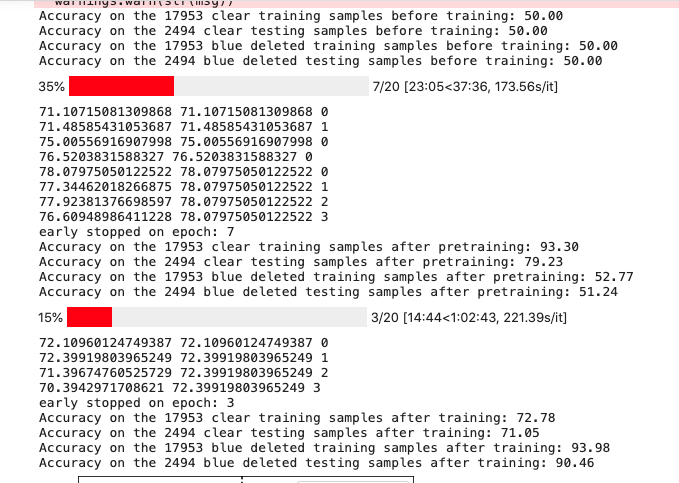 warnings.warn(str(msg))
Accuracy on the 17953 clear training samples before training: 50.00
Accuracy on the 2494 clear testing samples before training: 50.00
Accuracy on the 17953 blue deleted training samples before training: 50.00
Accuracy on the 2494 blue deleted testing samples before training: 50.00
35% 7/20 [23:05<37:36, 173.56s/it]
71.10715081309868 71.10715081309868 0
71.48585431053687 71.48585431053687 1
75.00556916907998 75.00556916907998 0
76.5203831588327 76.5203831588327 0
78.07975050122522 78.07975050122522 0
77.34462018266875 78.07975050122522 1
77.92381376698597 78.07975050122522 2
76.60948986411228 78.07975050122522 3
early stopped on epoch: 7
Accuracy on the 17953 clear training samples after pretraining: 93.30
Accuracy on the 2494 clear testing samples after pretraining: 79.23
Accuracy on the 17953 blue deleted training samples after pretraining: 52.77
Accuracy on the 2494 blue deleted testing samples after pretraining: 51.24
15% 3/20 [14:44<1:02:43, 221.39s/it]
72.10960124749387 72.10960124749387 0
72.39919803965249 72.39919803965249 1
71.39674760525729 72.39919803965249 2
70.3942971708621 72.39919803965249 3
early stopped on epoch: 3
Accuracy on the 17953 clear training samples after training: 72.78
Accuracy on the 2494 clear testing samples after training: 71.05
Accuracy on the 17953 blue deleted training samples after training: 93.98
Accuracy on the 2494 blue deleted testing samples after training: 90.46